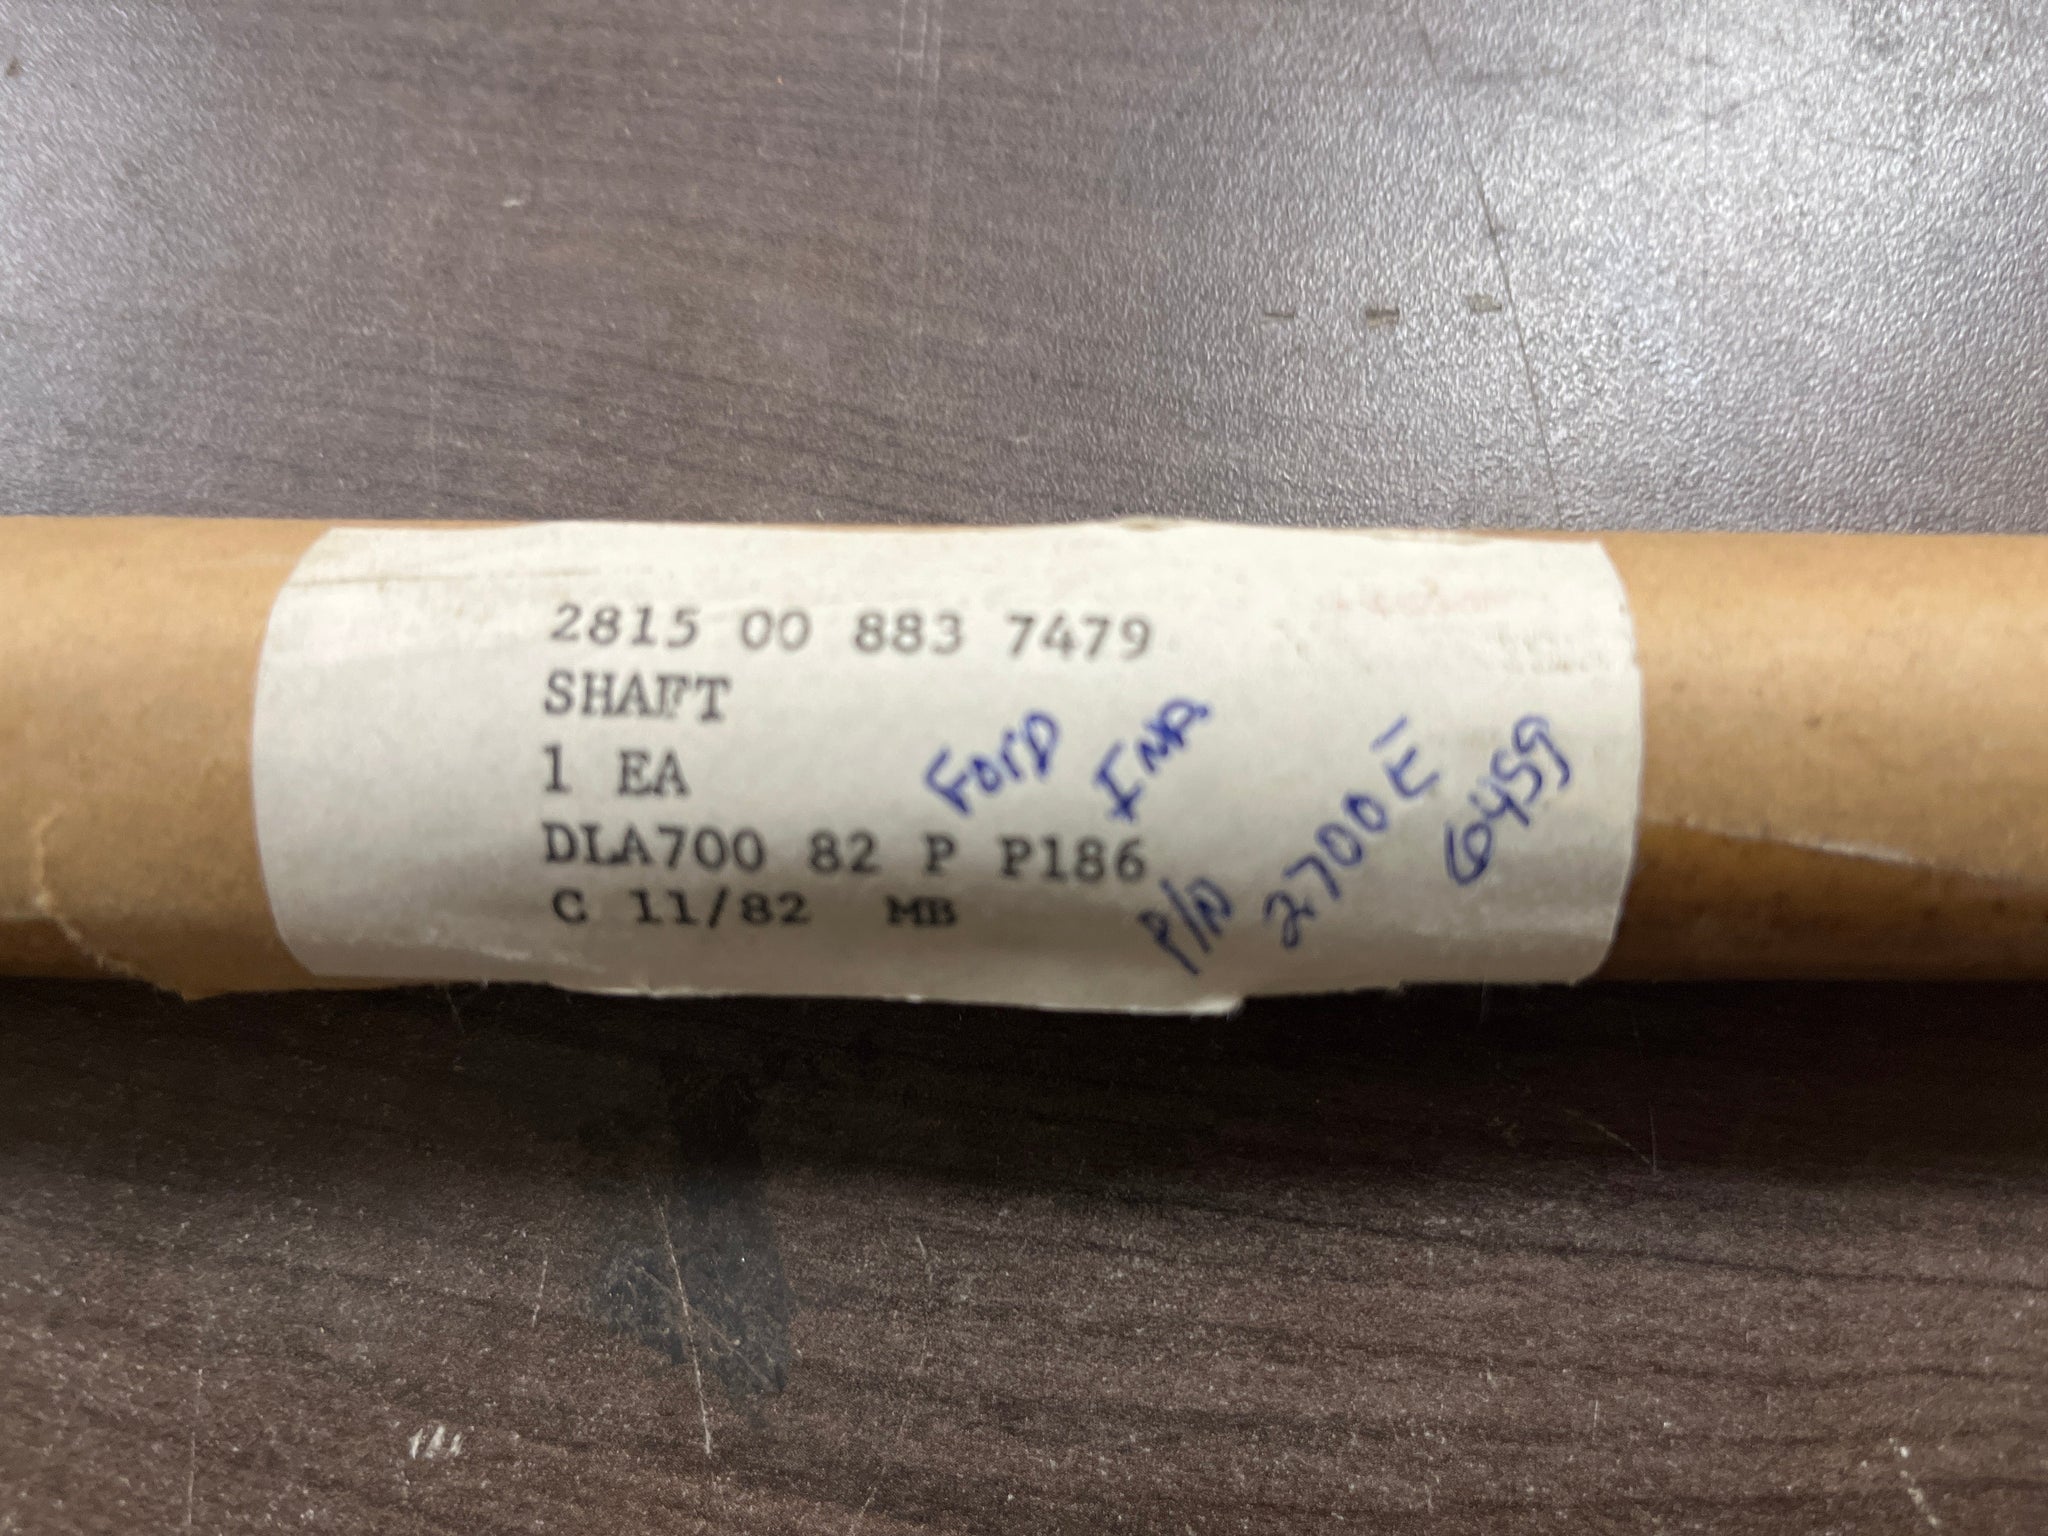 2815 00 883 7479
SHAFT
1 EA
DLA700 82 P P186
C 11/82 MB
Ford
IND.
P/N
2700E
6459